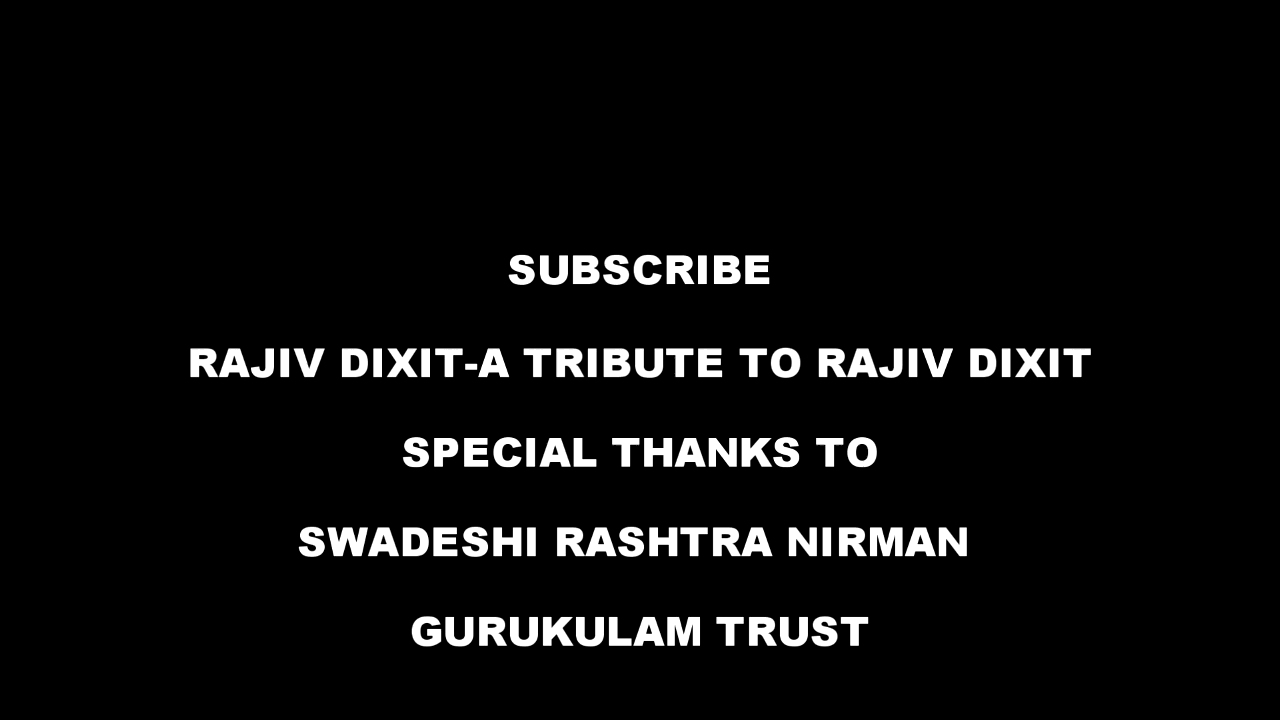 SUBSCRIBE
RAJIV DIXIT-A TRIBUTE TO RAJIV DIXIT
SPECIAL THANKS TO
SWADESHI RASHTRA NIRMAN
GURUKULAM TRUST